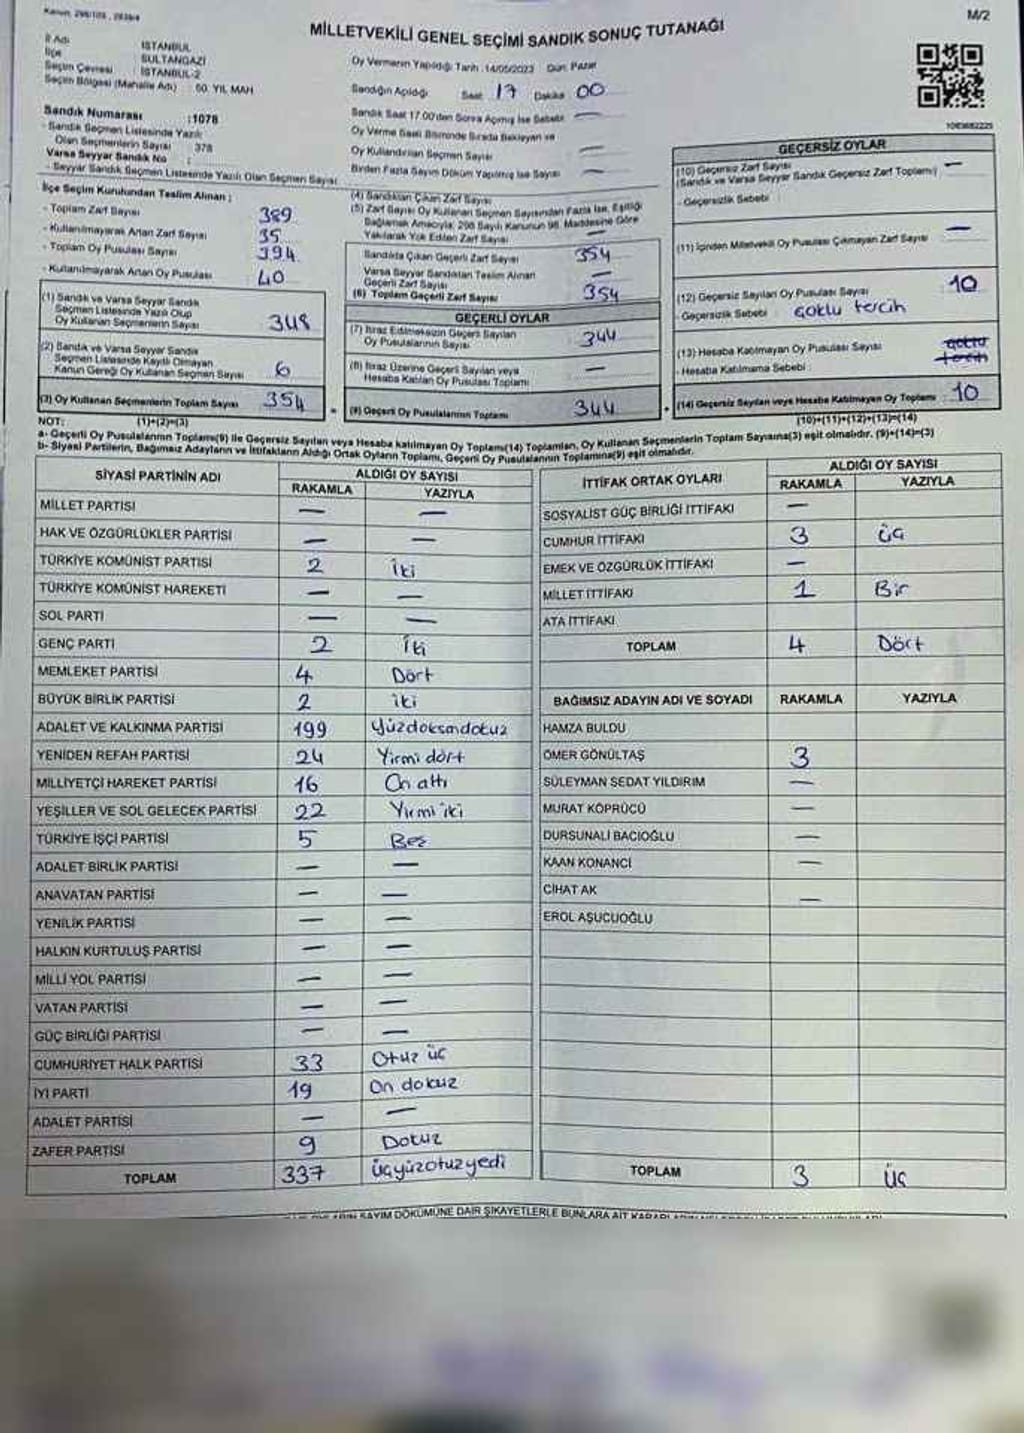 M/2
MİLLETVEKİLİ GENEL SEÇİMİ SANDIK SONUÇ TUTANAĞI
İl Adı : İSTANBUL
İlçe : SULTANGAZİ
Seçim Çevresi : İSTANBUL-2
Seçim Bölgesi (Mahalle Adı) : 50. YIL MAH
Oy Vermenin Yapıldığı Tarih :14/05/2023 Gün: Pazar
Sandığın Açıldığı Saat 17 Dakika 00
Sandık Saat 17.00'den Sonra Açılmış İse Sebebi —
Sandık Numarası :1078
- Sandık Seçmen Listesinde Yazılı
Olan Seçmenlerin Sayısı : 378
Varsa Seyyar Sandık No :
- Seyyar Sandık Seçmen Listesinde Yazılı Olan Seçmen Sayısı
Oy Verme Saati Bitiminde Sırada Bekleyen ve
Oy Kullandırılan Seçmen Sayısı —
Birden Fazla Sayım Döküm Yapılmış İse Sayısı —
İlçe Seçim Kurulundan Teslim Alınan ;
- Toplam Zarf Sayısı 389
- Kullanılmayarak Artan Zarf Sayısı 35
- Toplam Oy Pusulası Sayısı 394
- Kullanılmayarak Artan Oy Pusulası 40
(1) Sandık ve Varsa Seyyar Sandık
Seçmen Listesinde Yazılı Olup
Oy Kullanan Seçmenlerin Sayısı 348
(2) Sandık ve Varsa Seyyar Sandık
Seçmen Listesinde Kayıtlı Olmayan
Kanun Gereği Oy Kullanan Seçmen Sayısı 6
(3) Oy Kullanan Seçmenlerin Toplam Sayısı 354
(4) Sandıktan Çıkan Zarf Sayısı
(5) Zarf Sayısı Oy Kullanan Seçmen Sayısından Fazla İse, Eşitliği
Sağlamak Amacıyla; 298 Sayılı Kanunun 98. Maddesine Göre
Yakılarak Yok Edilen Zarf Sayısı —
Sandıkta Çıkan Geçerli Zarf Sayısı 354
Varsa Seyyar Sandıktan Teslim Alınan
Geçerli Zarf Sayısı —
(6) Toplam Geçerli Zarf Sayısı 354
GEÇERLİ OYLAR
(7) İtiraz Edilmeksizin Geçerli Sayılan
Oy Pusulalarının Sayısı 344
(8) İtiraz Üzerine Geçerli Sayılan veya
Hesaba Katılan Oy Pusulası Toplamı —
(9) Geçerli Oy Pusulalarının Toplamı 344
GEÇERSİZ OYLAR
(10) Geçersiz Zarf Sayısı —
(Sandık ve Varsa Seyyar Sandık Geçersiz Zarf Toplamı)
- Geçersizlik Sebebi :
(11) İçinden Milletvekili Oy Pusulası Çıkmayan Zarf Sayısı —
(12) Geçersiz Sayılan Oy Pusulası Sayısı 10
- Geçersizlik Sebebi : Çoklu tercih
(13) Hesaba Katılmayan Oy Pusulası Sayısı çoklu
- Hesaba Katılmama Sebebi : tercih
(14) Geçersiz Sayılan veya Hesaba Katılmayan Oy Toplamı : 10
NOT: (1)+(2)=(3) (10)+(11)+(12)+(13)=(14)
a- Geçerli Oy Pusulalarının Toplamı(9) ile Geçersiz Sayılan veya Hesaba katılmayan Oy Toplamı(14) Toplamları, Oy Kullanan Seçmenlerin Toplam Sayısına(3) eşit olmalıdır. (9)+(14)=(3)
b- Siyasi Partilerin, Bağımsız Adayların ve İttifakların Aldığı Ortak Oyların Toplamı, Geçerli Oy Pusulalarının Toplamına(9) eşit olmalıdır.
SİYASİ PARTİNİN ADI ALDIĞI OY SAYISI
RAKAMLA YAZIYLA
MİLLET PARTİSİ — —
HAK VE ÖZGÜRLÜKLER PARTİSİ — —
TÜRKİYE KOMÜNİST PARTİSİ 2 iki
TÜRKİYE KOMÜNİST HAREKETİ — —
SOL PARTİ — —
GENÇ PARTİ 2 İki
MEMLEKET PARTİSİ 4 Dört
BÜYÜK BİRLİK PARTİSİ 2 iki
ADALET VE KALKINMA PARTİSİ 199 Yüzdoksandokuz
YENİDEN REFAH PARTİSİ 24 Yirmi dört
MİLLİYETÇİ HAREKET PARTİSİ 16 On altı
YEŞİLLER VE SOL GELECEK PARTİSİ 22 Yirmi iki
TÜRKİYE İŞÇİ PARTİSİ 5 Beş
ADALET BİRLİK PARTİSİ — —
ANAVATAN PARTİSİ — —
YENİLİK PARTİSİ — —
HALKIN KURTULUŞ PARTİSİ — —
MİLLİ YOL PARTİSİ — —
VATAN PARTİSİ — —
GÜÇ BİRLİĞİ PARTİSİ — —
CUMHURİYET HALK PARTİSİ 33 Otuz üç
İYİ PARTİ 19 On dokuz
ADALET PARTİSİ — —
ZAFER PARTİSİ 9 Dokuz
TOPLAM 337 üçyüzotuzyedi
İTTİFAK ORTAK OYLARI ALDIĞI OY SAYISI
RAKAMLA YAZIYLA
SOSYALİST GÜÇ BİRLİĞİ İTTİFAKI —
CUMHUR İTTİFAKI 3 üç
EMEK VE ÖZGÜRLÜK İTTİFAKI —
MİLLET İTTİFAKI 1 Bir
ATA İTTİFAKI
TOPLAM 4 Dört
BAĞIMSIZ ADAYIN ADI VE SOYADI RAKAMLA YAZIYLA
HAMZA BULDU
ÖMER GÖNÜLTAŞ 3
SÜLEYMAN SEDAT YILDIRIM —
MURAT KÖPRÜCÜ —
DURSUNALİ BACIOĞLU —
KAAN KONANCI —
CİHAT AK —
EROL AŞUCUOĞLU
TOPLAM 3 üç